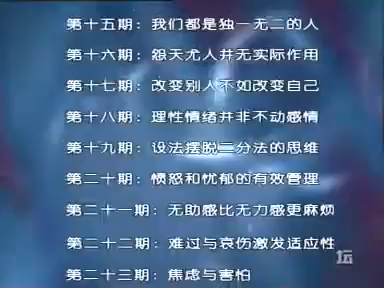 第十五期：我们都是独一无二的人
第十六期：怨天尤人并无实际作用
第十七期：改变别人不如改变自己
第十八期：理性情绪并非不动感情
第十九期：设法摆脱二分法的思维
第二十期：愤怒和忧郁的有效管理
第二十一期：无助感比无力感更麻烦
第二十二期：难过与哀伤激发适应性
第二十三期：焦虑与害怕
坛